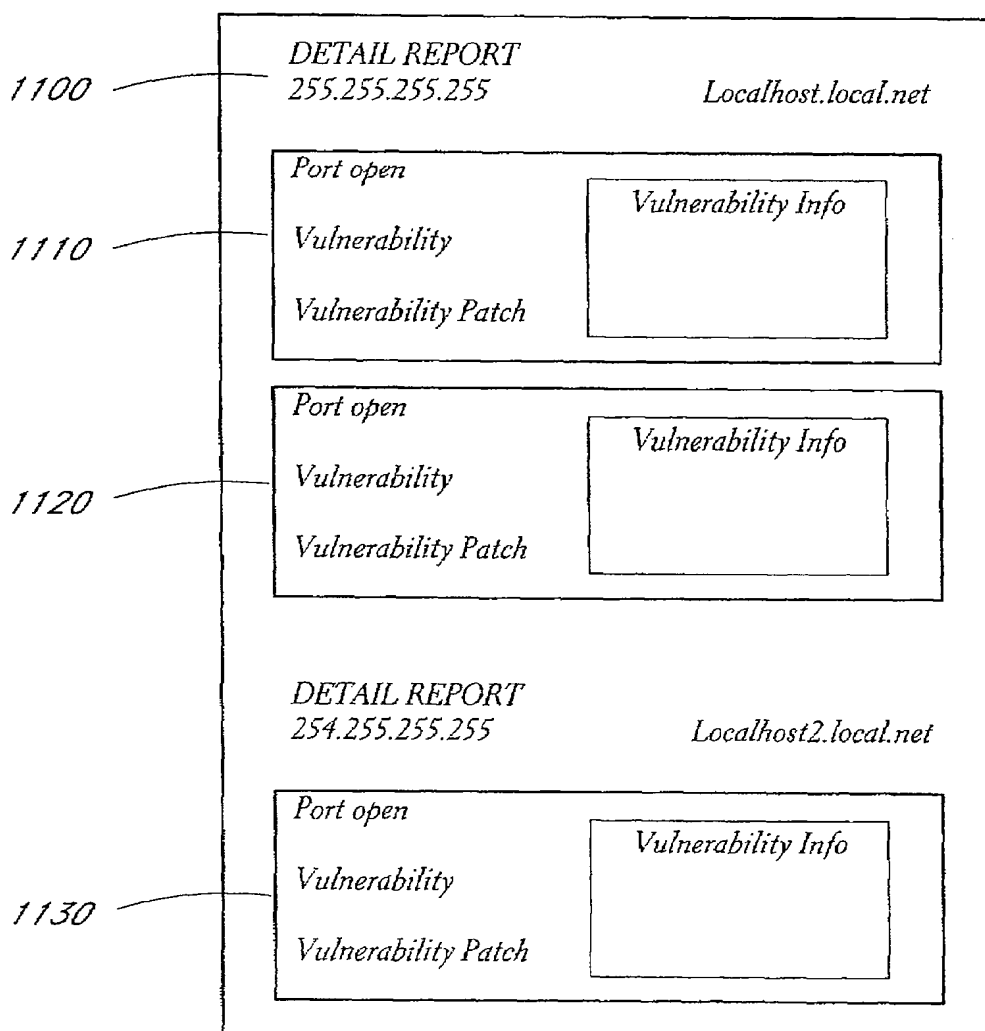 DETAIL REPORT
1100
255.255.255.255 Localhost.local.net
Port open
Vulnerability Info
1110
Vulnerability
Vulnerability Patch
Port open
Vulnerability Info
1120
Vulnerability
Vulnerability Patch
DETAIL REPORT
254.255.255.255 Localhost2.local.net
Port open
Vulnerability Info
1130
Vulnerability
Vulnerability Patch